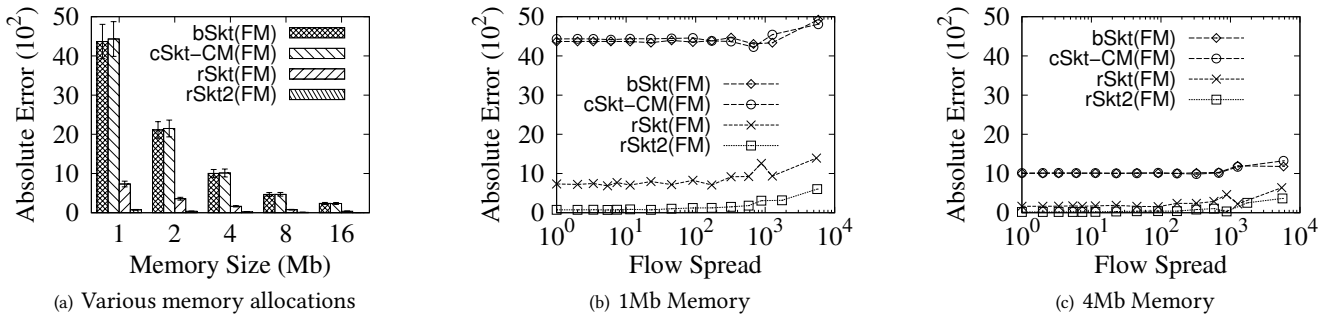 Absolute Error (10²)
50
40
30
20
10
0
bSkt(FM)
cSkt-CM(FM)
rSkt(FM)
rSkt2(FM)
1 2 4 8 16
Memory Size (Mb)
(a) Various memory allocations
Absolute Error (10²)
50
40
30
20
10
0
bSkt(FM)
cSkt-CM(FM)
rSkt(FM)
rSkt2(FM)
10⁰ 10¹ 10² 10³ 10⁴
Flow Spread
(b) 1Mb Memory
Absolute Error (10²)
50
40
30
20
10
0
bSkt(FM)
cSkt-CM(FM)
rSkt(FM)
rSkt2(FM)
10⁰ 10¹ 10² 10³ 10⁴
Flow Spread
(c) 4Mb Memory